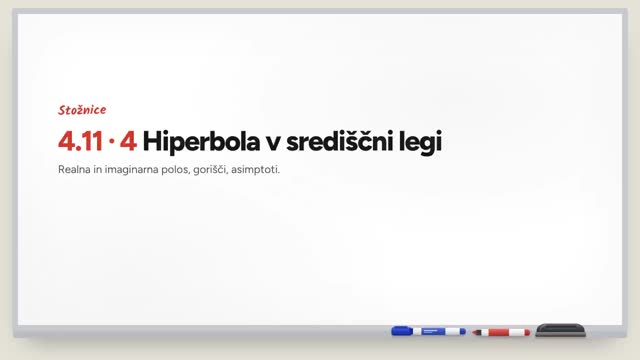 Stožnice
4.11 · 4 Hiperbola v središčni legi
Realna in imaginarna polos, gorišči, asimptoti.